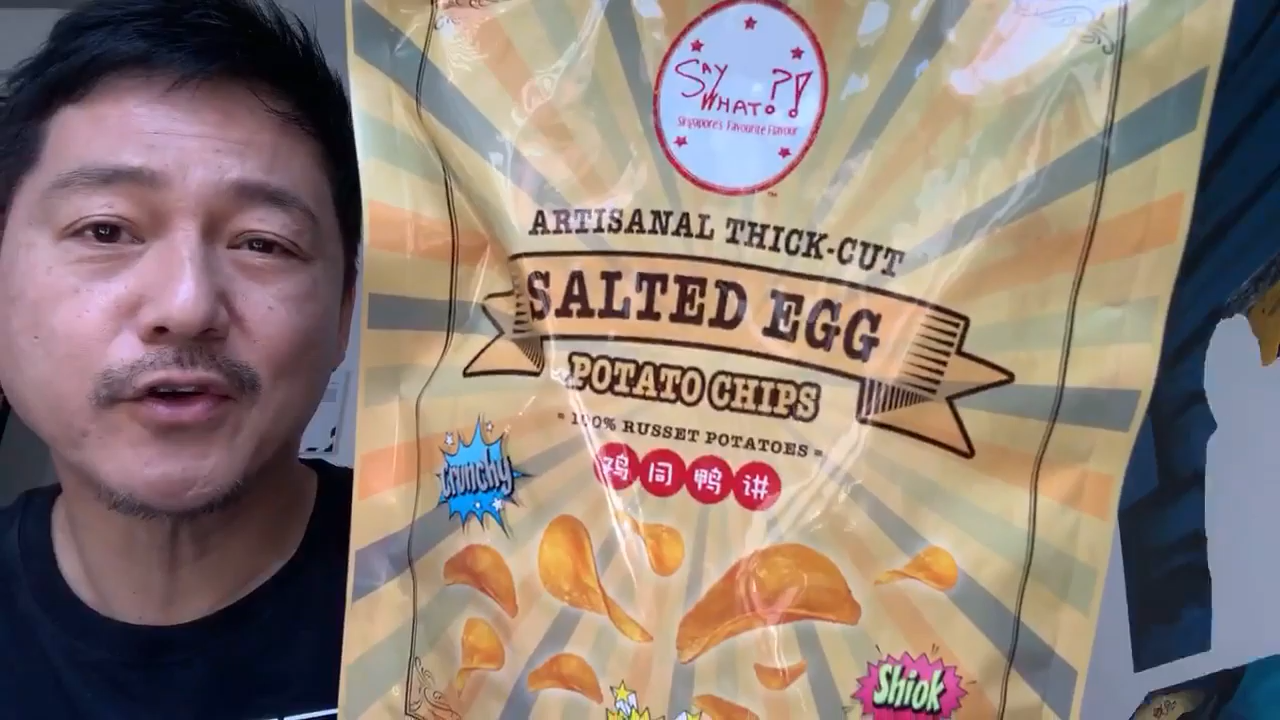 SAY
WHAT?!
Singapore's Favourite Flavour
TM
ARTISANAL THICK-CUT
SALTED EGG
POTATO CHIPS
= 100% RUSSET POTATOES =
鸡同鸭讲
Crunchy
Shiok